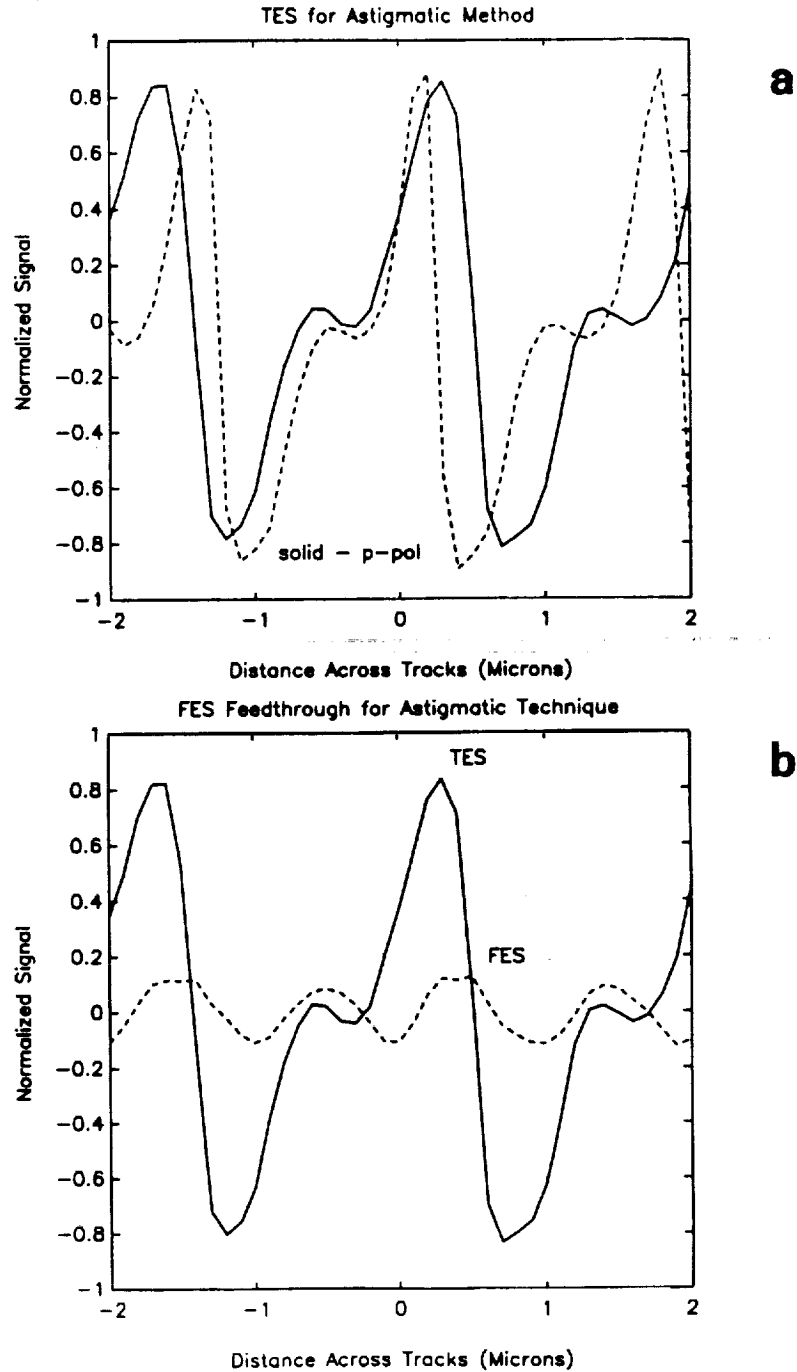 TES for Astigmatic Method
a
1
0.8
0.6
0.4
0.2
0
−0.2
−0.4
−0.6
−0.8
−1
Normalized Signal
solid − p−pol
−2 −1 0 1 2
Distance Across Tracks (Microns)
FES Feedthrough for Astigmatic Technique
b
1
0.8
0.6
0.4
0.2
0
−0.2
−0.4
−0.6
−0.8
−1
Normalized Signal
TES
FES
−2 −1 0 1 2
Distance Across Tracks (Microns)